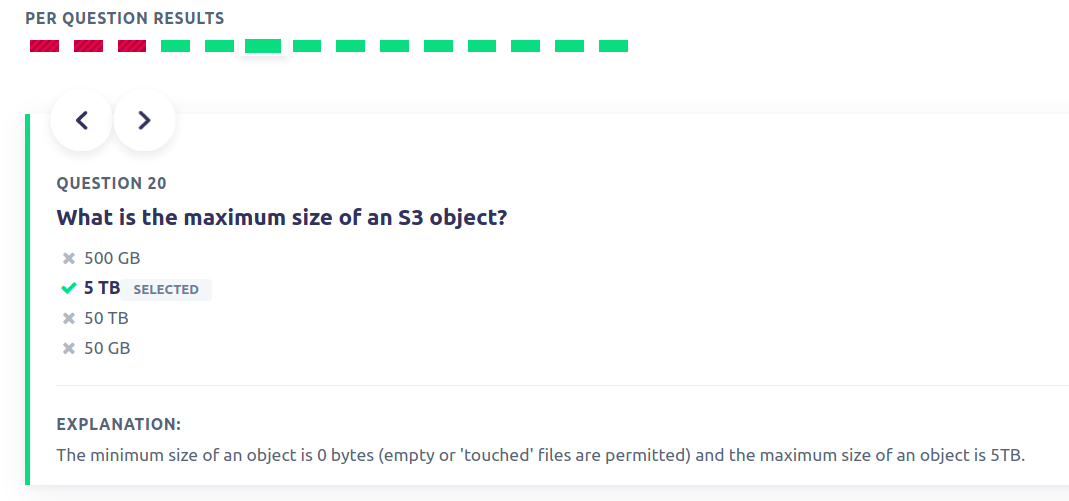 PER QUESTION RESULTS
QUESTION 20
What is the maximum size of an S3 object?
500 GB
5 TB SELECTED
50 TB
50 GB
EXPLANATION:
The minimum size of an object is 0 bytes (empty or 'touched' files are permitted) and the maximum size of an object is 5TB.